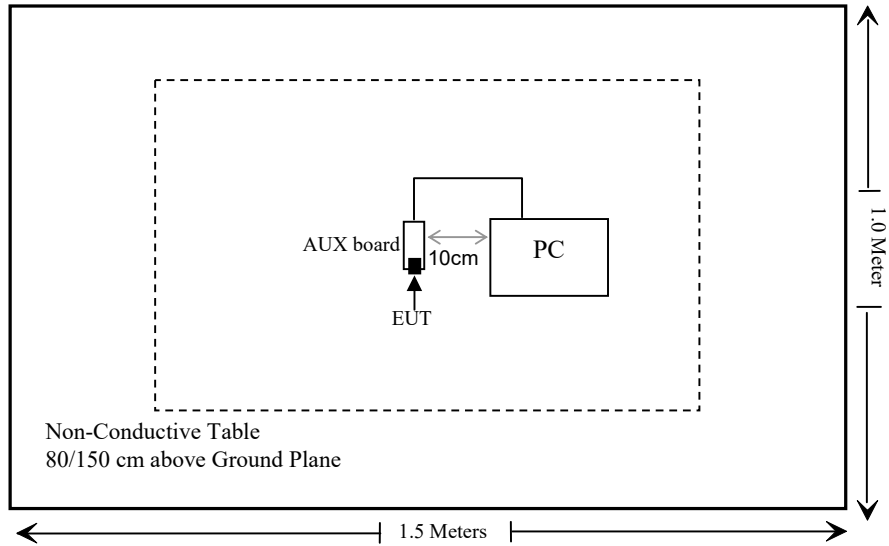 AUX board
10cm
PC
EUT
1.0 Meter
Non-Conductive Table
80/150 cm above Ground Plane
1.5 Meters